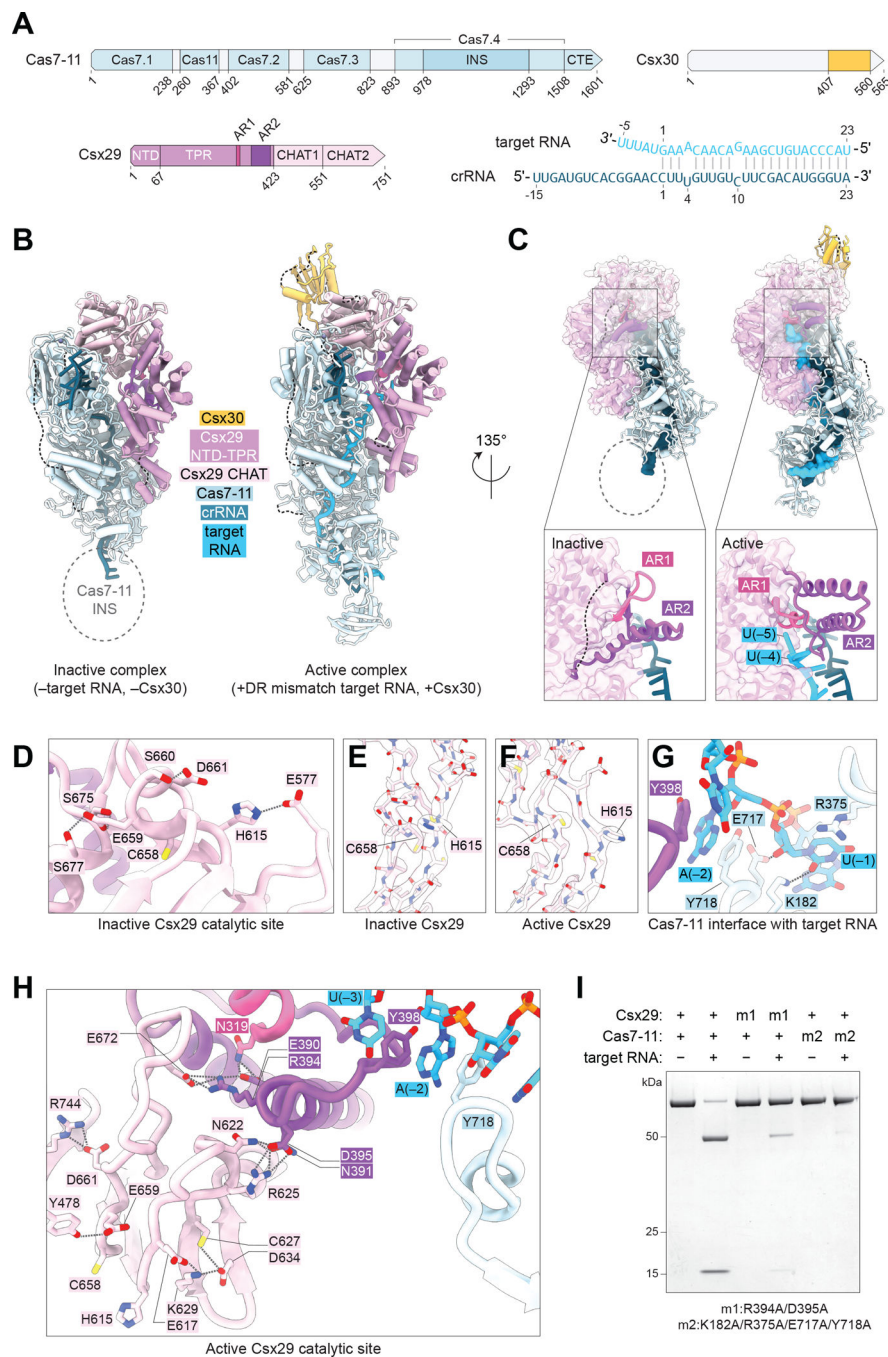 A
Cas7-11
Cas7.1
Cas11
Cas7.2
Cas7.3
Cas7.4
INS
CTE
1
238
260
367
402
581
625
823
893
978
1293
1508
1601
Csx30
1
407
560
565
Csx29
NTD
TPR
AR1
AR2
CHAT1
CHAT2
1
67
423
551
751
-5
1
23
target RNA
3'-UUUAUGAAACAACAGAAGCUGUACCCAU-5'
crRNA
5'-UUGAUGUCACGGAACCUUUGUUGUCUUCGACAUGGGUA-3'
-15
1
4
10
23
B
Csx30
Csx29
NTD-TPR
Csx29 CHAT
Cas7-11
crRNA
target
RNA
Cas7-11
INS
Inactive complex
(–target RNA, –Csx30)
Active complex
(+DR mismatch target RNA, +Csx30)
135°
C
Inactive
AR1
AR2
Active
AR1
AR2
U(–5)
U(–4)
D
S660
D661
E577
S675
E659
H615
S677
C658
Inactive Csx29 catalytic site
E
C658
H615
Inactive Csx29
F
C658
H615
Active Csx29
G
Y398
E717
R375
A(–2)
U(–1)
Y718
K182
Cas7-11 interface with target RNA
H
U(–3)
Y398
N319
E672
E390
R394
A(–2)
R744
N622
Y718
D661
D395
N391
R625
Y478
E659
C627
D634
C658
K629
H615
E617
Active Csx29 catalytic site
I
Csx29: + + m1 m1 + +
Cas7-11: + + + + m2 m2
target RNA: – + – + – +
kDa
50
25
15
m1:R394A/D395A
m2:K182A/R375A/E717A/Y718A